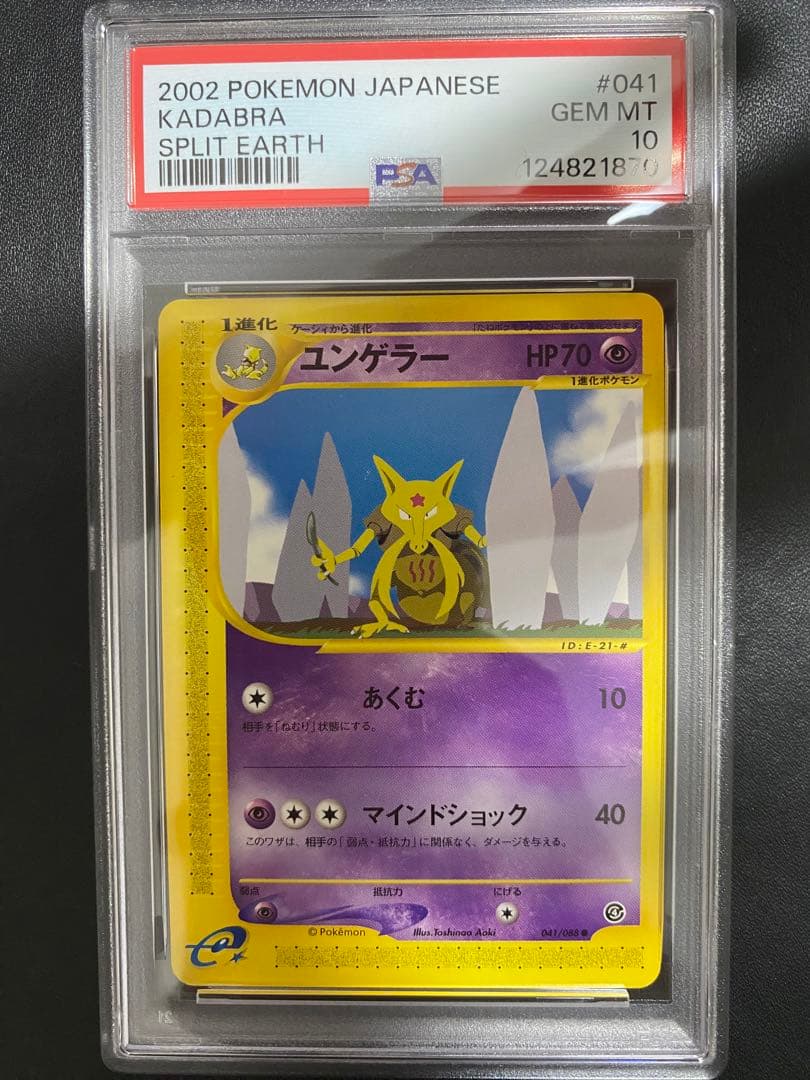 2002 POKEMON JAPANESE #041
KADABRA GEM MT
SPLIT EARTH 10
PSA 124821870
1進化 ケーシィから進化
ユンゲラー HP70
1進化ポケモン
ID:E-21-#
あくむ 10
相手を「ねむり」状態にする。
マインドショック 40
このワザは、相手の「弱点・抵抗力」に関係なく、ダメージを与える。
弱点 抵抗力 にげる
©Pokémon Illus.Toshinao Aoki 041/088 ●
e